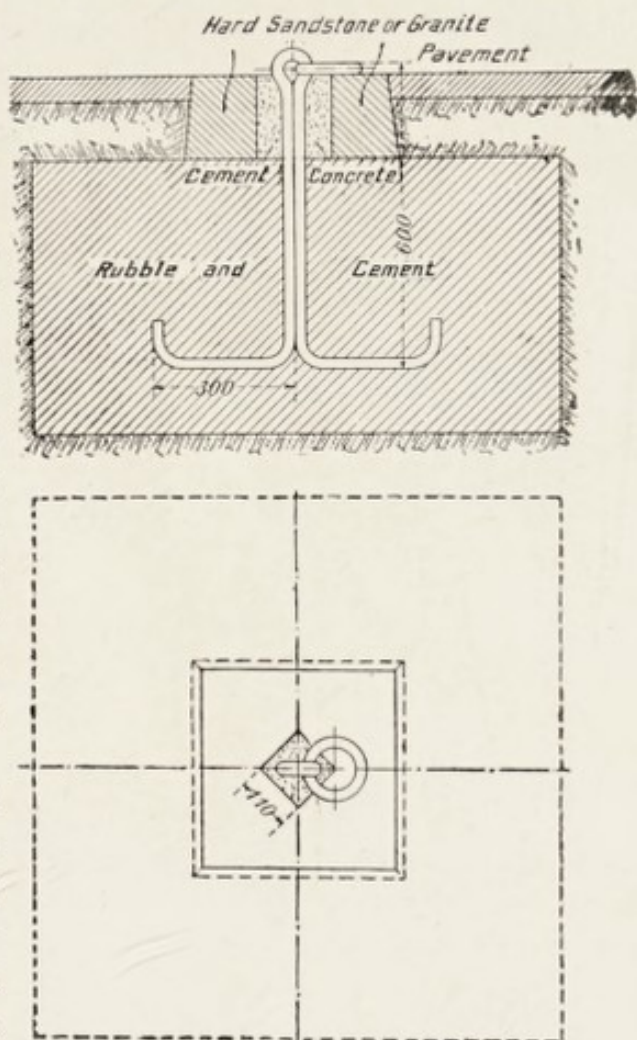 Hard Sandstone or Granite
Pavement
Cement Concrete
600
Rubble and Cement
300
110